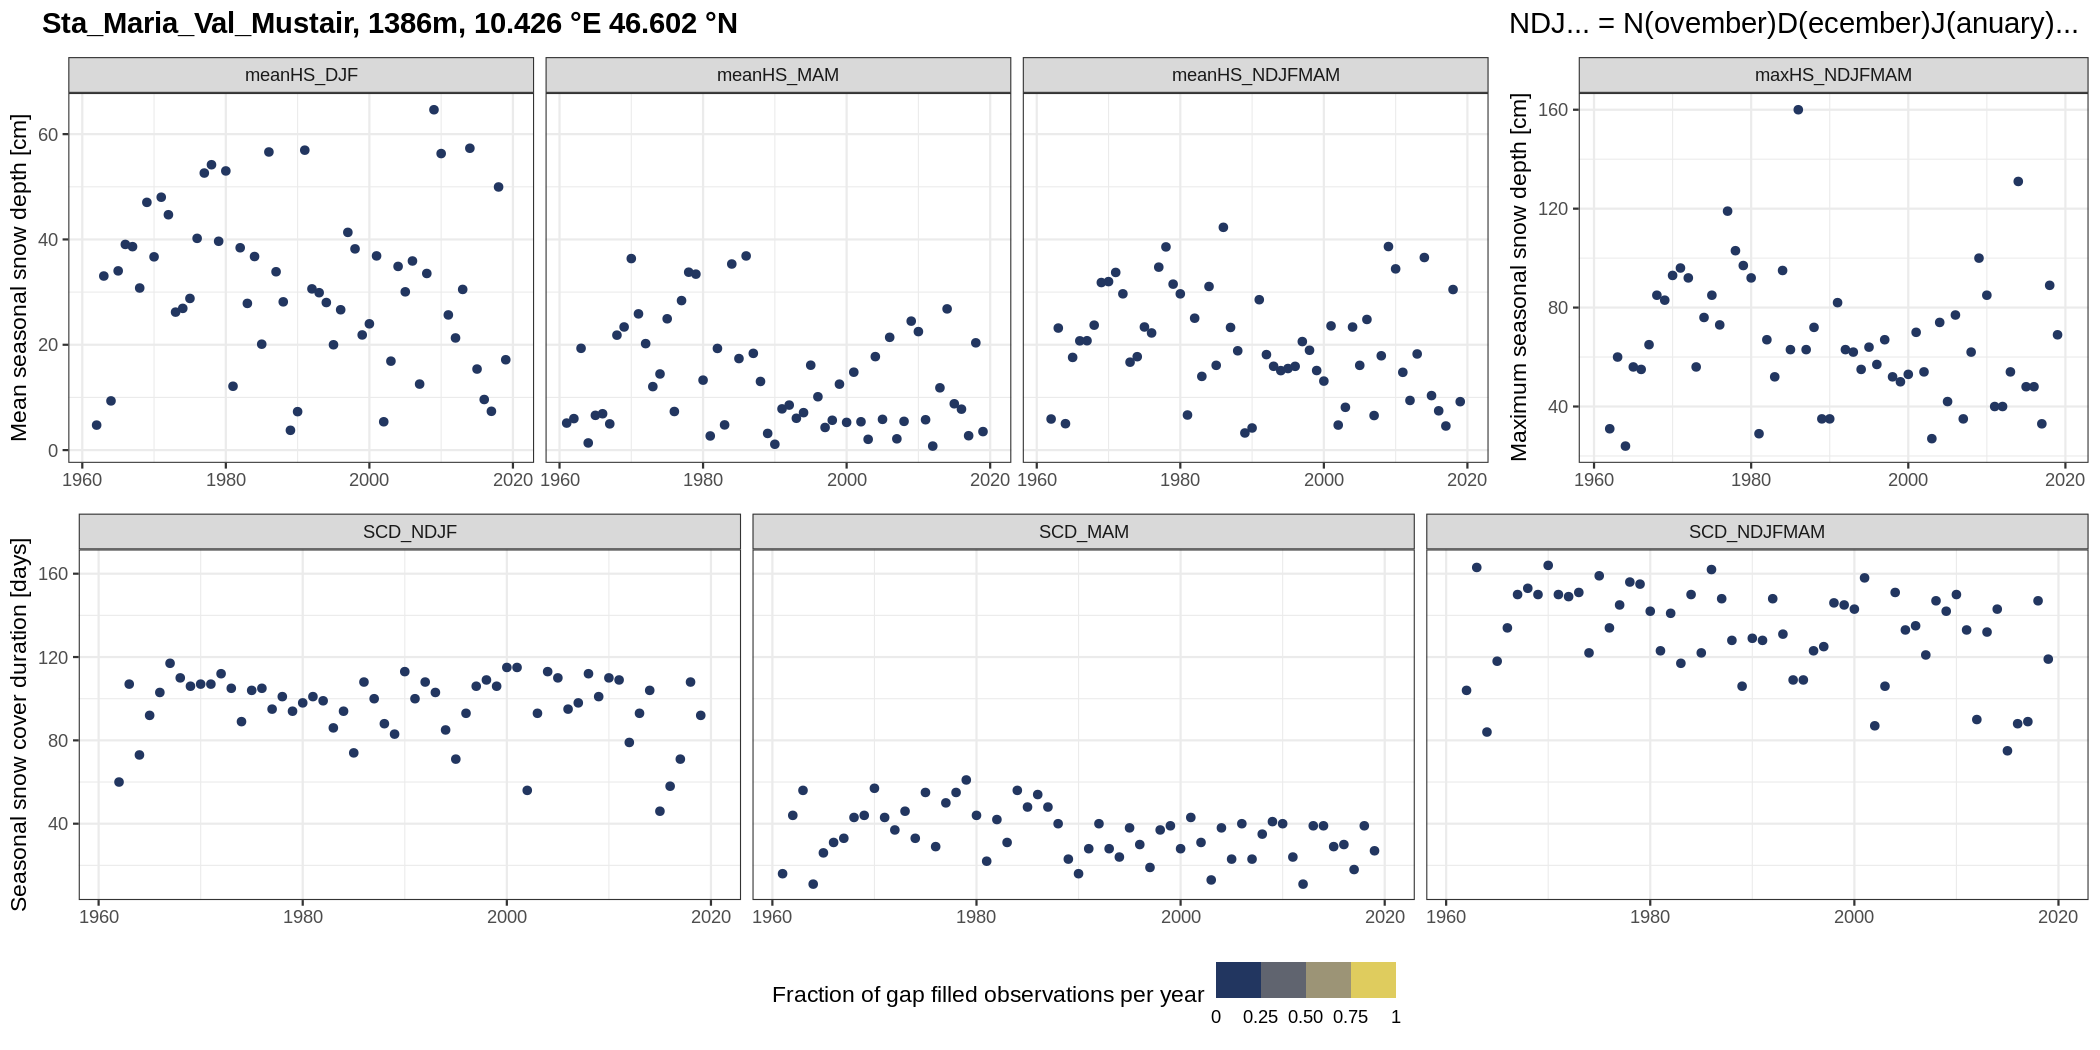 Sta_Maria_Val_Mustair, 1386m, 10.426 °E 46.602 °N
NDJ... = N(ovember)D(ecember)J(anuary)...
meanHS_DJF
meanHS_MAM
meanHS_NDJFMAM
maxHS_NDJFMAM
Mean seasonal snow depth [cm]
60
40
20
0
1960 1980 2000 2020
1960 1980 2000 2020
1960 1980 2000 2020
Maximum seasonal snow depth [cm]
160
120
80
40
1960 1980 2000 2020
SCD_NDJF
SCD_MAM
SCD_NDJFMAM
Seasonal snow cover duration [days]
160
120
80
40
1960 1980 2000 2020
1960 1980 2000 2020
1960 1980 2000 2020
Fraction of gap filled observations per year
0 0.25 0.50 0.75 1